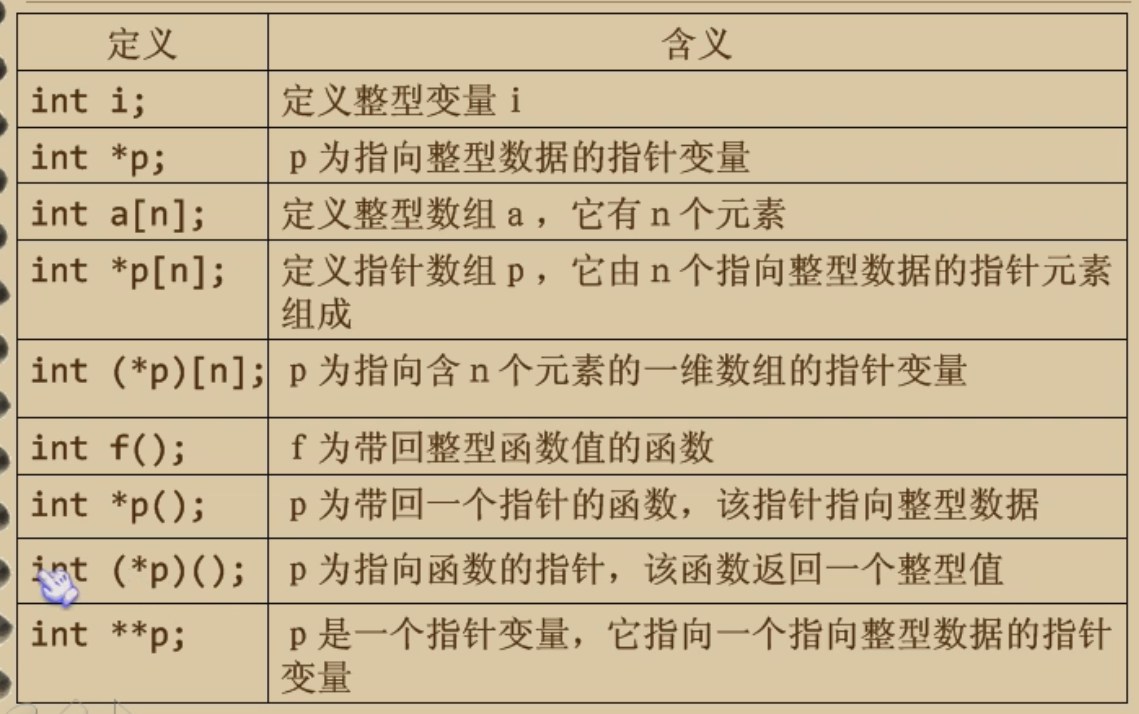 定义 含义
int i; 定义整型变量 i
int *p; p 为指向整型数据的指针变量
int a[n]; 定义整型数组 a ，它有 n 个元素
int *p[n]; 定义指针数组 p ，它由 n 个指向整型数据的指针元素
组成
int (*p)[n]; p 为指向含 n 个元素的一维数组的指针变量
int f(); f 为带回整型函数值的函数
int *p(); p 为带回一个指针的函数，该指针指向整型数据
int (*p)(); p 为指向函数的指针，该函数返回一个整型值
int **p; p 是一个指针变量，它指向一个指向整型数据的指针
变量